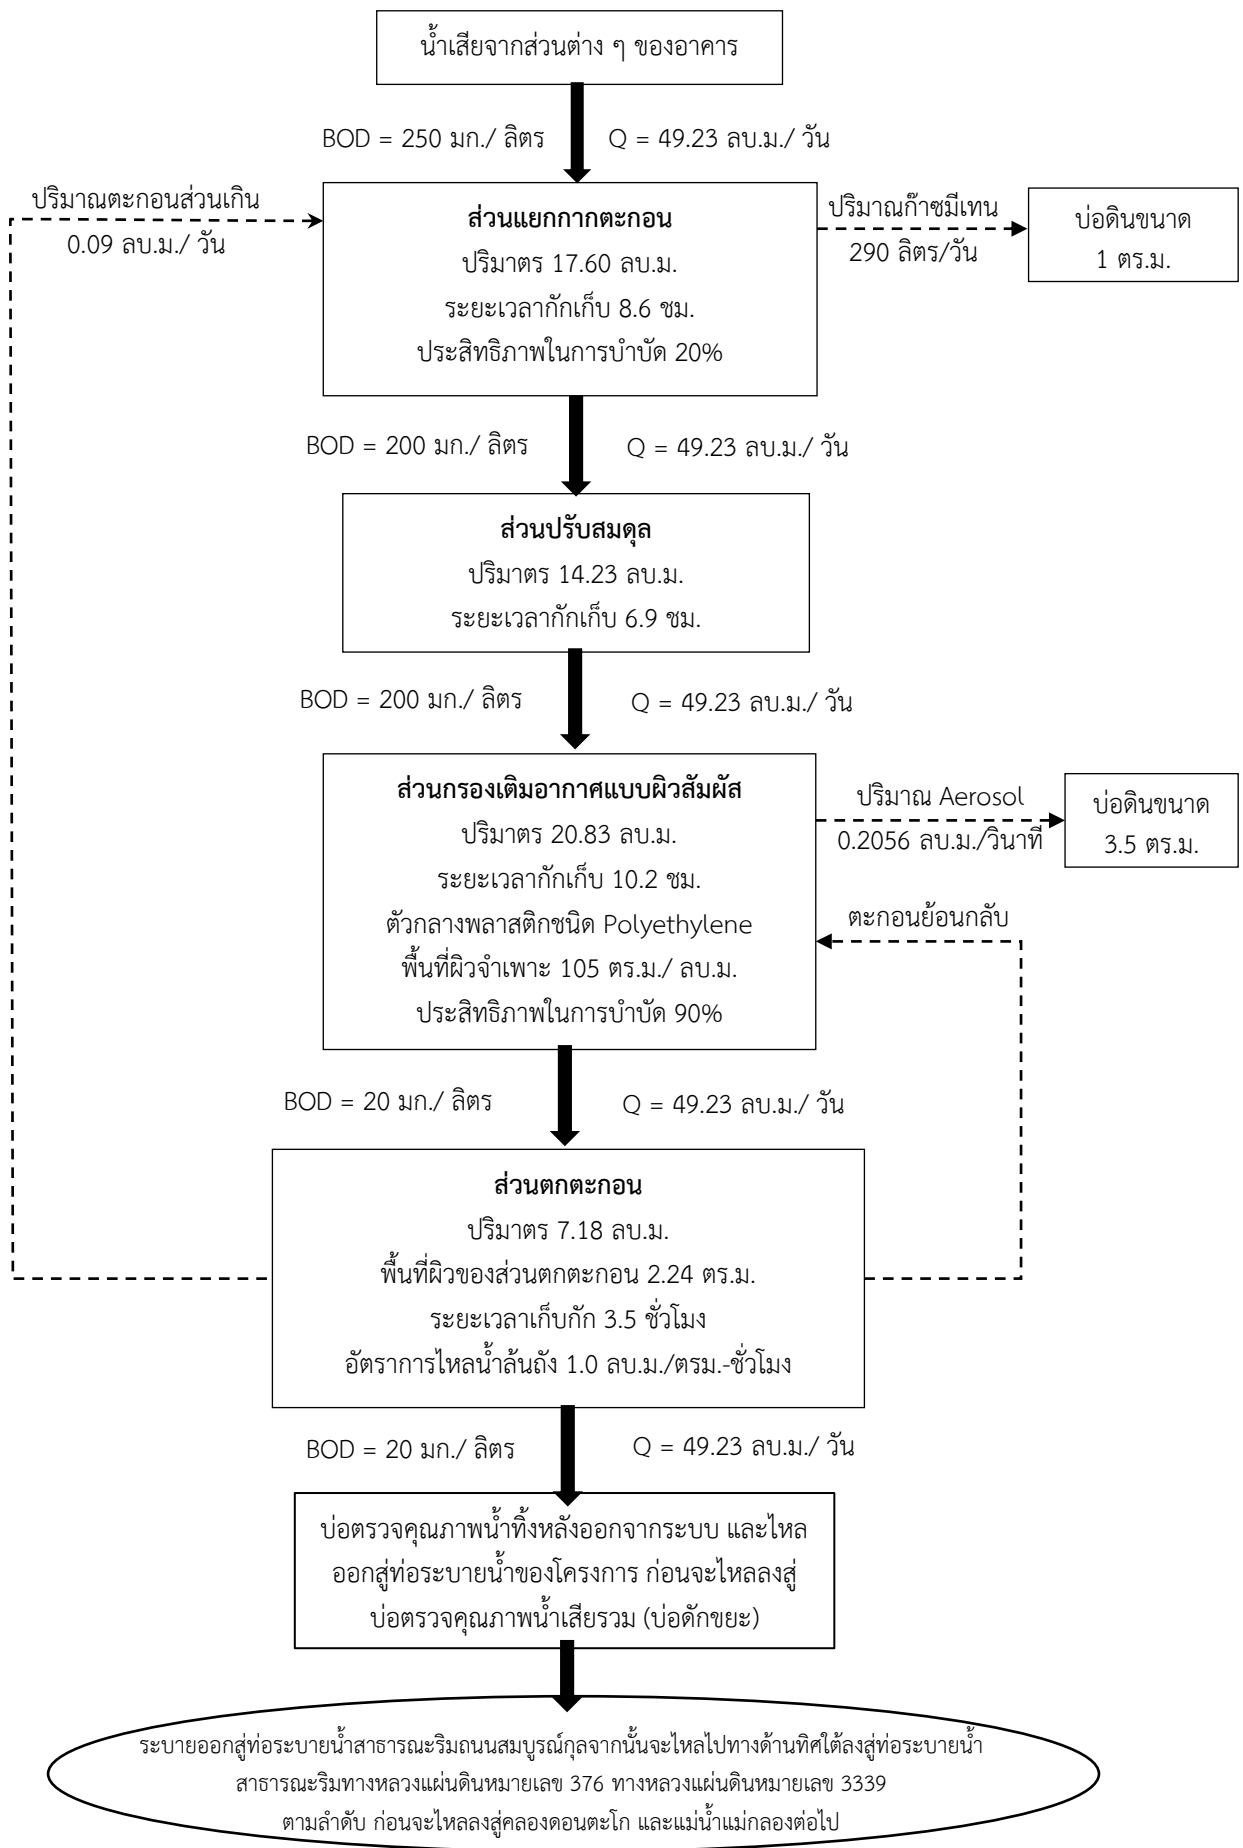 น้ำเสียจากส่วนต่าง ๆ ของอาคาร
BOD = 250 มก./ ลิตร
Q = 49.23 ลบ.ม./ วัน
ปริมาณตะกอนส่วนเกิน
0.09 ลบ.ม./ วัน
ส่วนแยกกากตะกอน
ปริมาตร 17.60 ลบ.ม.
ระยะเวลากักเก็บ 8.6 ชม.
ประสิทธิภาพในการบำบัด 20%
ปริมาณก๊าซมีเทน
290 ลิตร/วัน
บ่อดินขนาด
1 ตร.ม.
BOD = 200 มก./ ลิตร
Q = 49.23 ลบ.ม./ วัน
ส่วนปรับสมดุล
ปริมาตร 14.23 ลบ.ม.
ระยะเวลากักเก็บ 6.9 ชม.
BOD = 200 มก./ ลิตร
Q = 49.23 ลบ.ม./ วัน
ส่วนกรองเติมอากาศแบบผิวสัมผัส
ปริมาตร 20.83 ลบ.ม.
ระยะเวลากักเก็บ 10.2 ชม.
ตัวกลางพลาสติกชนิด Polyethylene
พื้นที่ผิวจำเพาะ 105 ตร.ม./ ลบ.ม.
ประสิทธิภาพในการบำบัด 90%
ปริมาณ Aerosol
0.2056 ลบ.ม./วินาที
บ่อดินขนาด
3.5 ตร.ม.
ตะกอนย้อนกลับ
BOD = 20 มก./ ลิตร
Q = 49.23 ลบ.ม./ วัน
ส่วนตกตะกอน
ปริมาตร 7.18 ลบ.ม.
พื้นที่ผิวของส่วนตกตะกอน 2.24 ตร.ม.
ระยะเวลาเก็บกัก 3.5 ชั่วโมง
อัตราการไหลน้ำล้นถัง 1.0 ลบ.ม./ตรม.-ชั่วโมง
BOD = 20 มก./ ลิตร
Q = 49.23 ลบ.ม./ วัน
บ่อตรวจคุณภาพน้ำทิ้งหลังออกจากระบบ และไหล
ออกสู่ท่อระบายน้ำของโครงการ ก่อนจะไหลลงสู่
บ่อตรวจคุณภาพน้ำเสียรวม (บ่อดักขยะ)
ระบายออกสู่ท่อระบายน้ำสาธารณะริมถนนสมบูรณ์กุลจากนั้นจะไหลไปทางด้านทิศใต้ลงสู่ท่อระบายน้ำ
สาธารณะริมทางหลวงแผ่นดินหมายเลข 376 ทางหลวงแผ่นดินหมายเลข 3339
ตามลำดับ ก่อนจะไหลลงสู่คลองดอนตะโก และแม่น้ำแม่กลองต่อไป